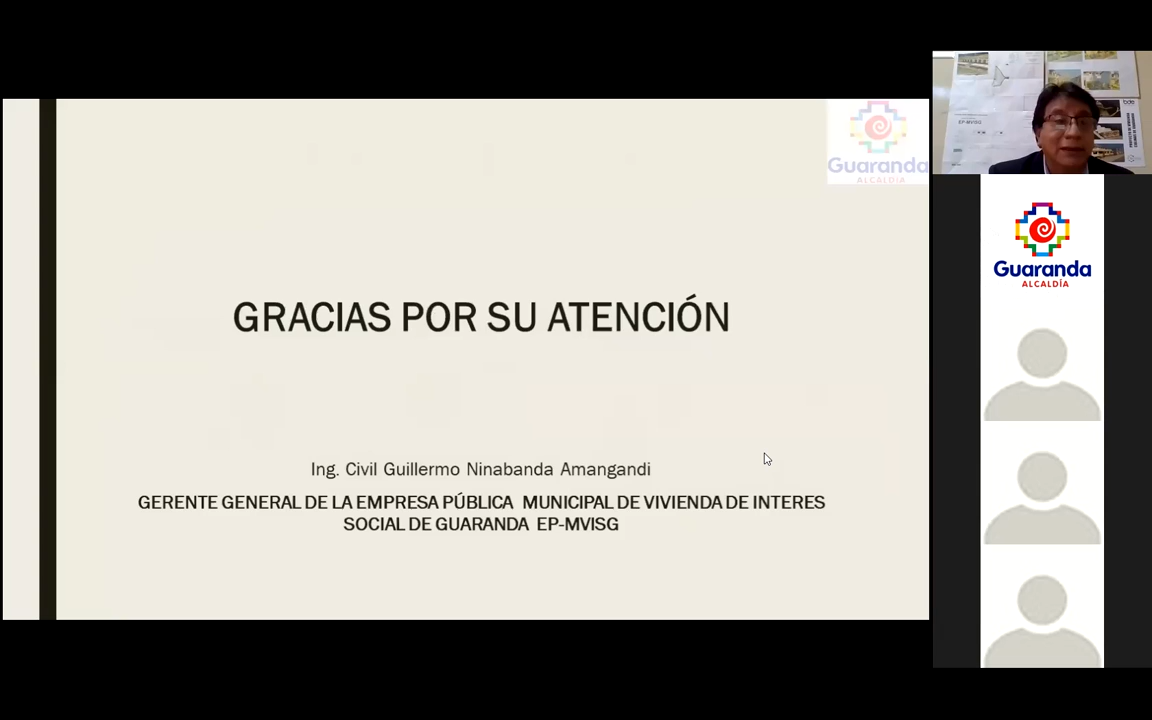 Guaranda
ALCALDÍA
GRACIAS POR SU ATENCIÓN
Ing. Civil Guillermo Ninabanda Amangandi
GERENTE GENERAL DE LA EMPRESA PÚBLICA MUNICIPAL DE VIVIENDA DE INTERES
SOCIAL DE GUARANDA EP-MVISG
EP-MVISG
bde
Guaranda
ALCALDÍA